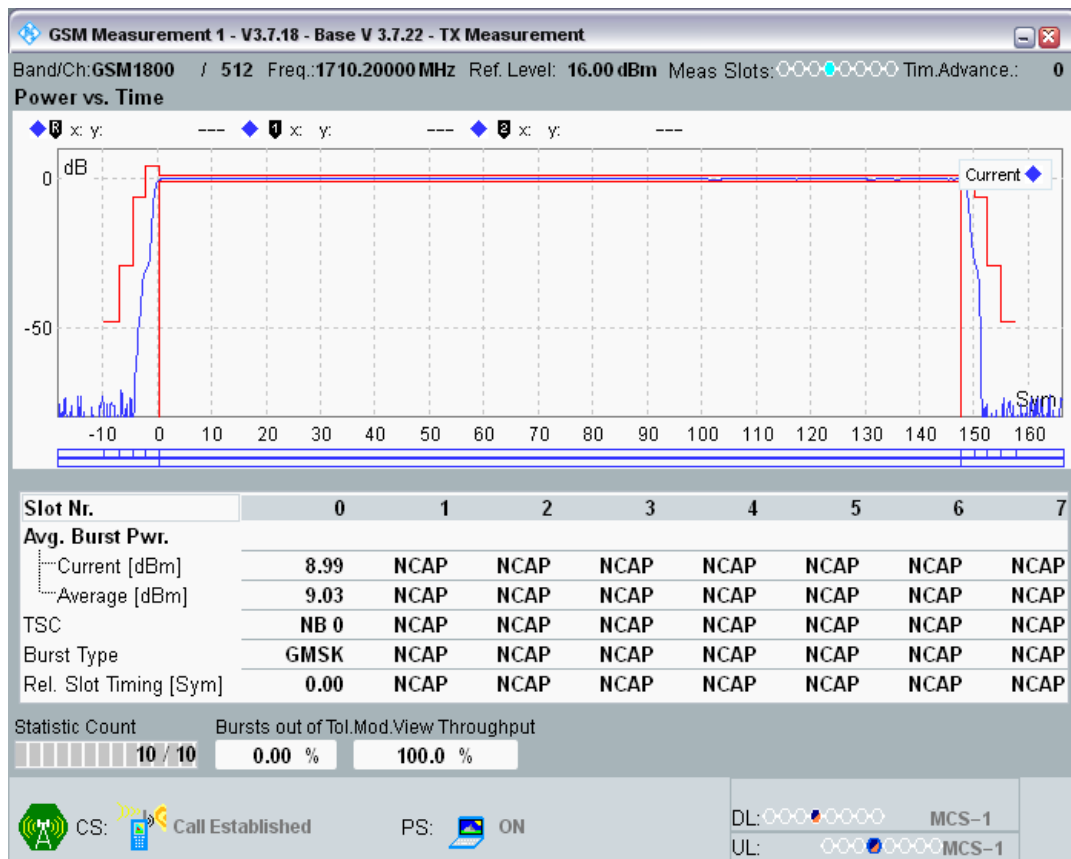 GSM Measurement 1 - V3.7.18 - Base V 3.7.22 - TX Measurement
Band/Ch:GSM1800 / 512 Freq.:1710.20000 MHz Ref. Level: 16.00 dBm Meas Slots: Tim.Advance.: 0
Power vs. Time
R x: y: --- 1 x: y: --- 2 x: y: ---
dB
0
Current
-50
Sym
-10 0 10 20 30 40 50 60 70 80 90 100 110 120 130 140 150 160
Slot Nr. 0 1 2 3 4 5 6 7
Avg. Burst Pwr.
Current [dBm] 8.99 NCAP NCAP NCAP NCAP NCAP NCAP NCAP
Average [dBm] 9.03 NCAP NCAP NCAP NCAP NCAP NCAP NCAP
TSC NB 0 NCAP NCAP NCAP NCAP NCAP NCAP NCAP
Burst Type GMSK NCAP NCAP NCAP NCAP NCAP NCAP NCAP
Rel. Slot Timing [Sym] 0.00 NCAP NCAP NCAP NCAP NCAP NCAP NCAP
Statistic Count Bursts out of Tol.Mod.View Throughput
10 / 10 0.00 % 100.0 %
CS: Call Established PS: ON
DL: MCS-1
UL: MCS-1